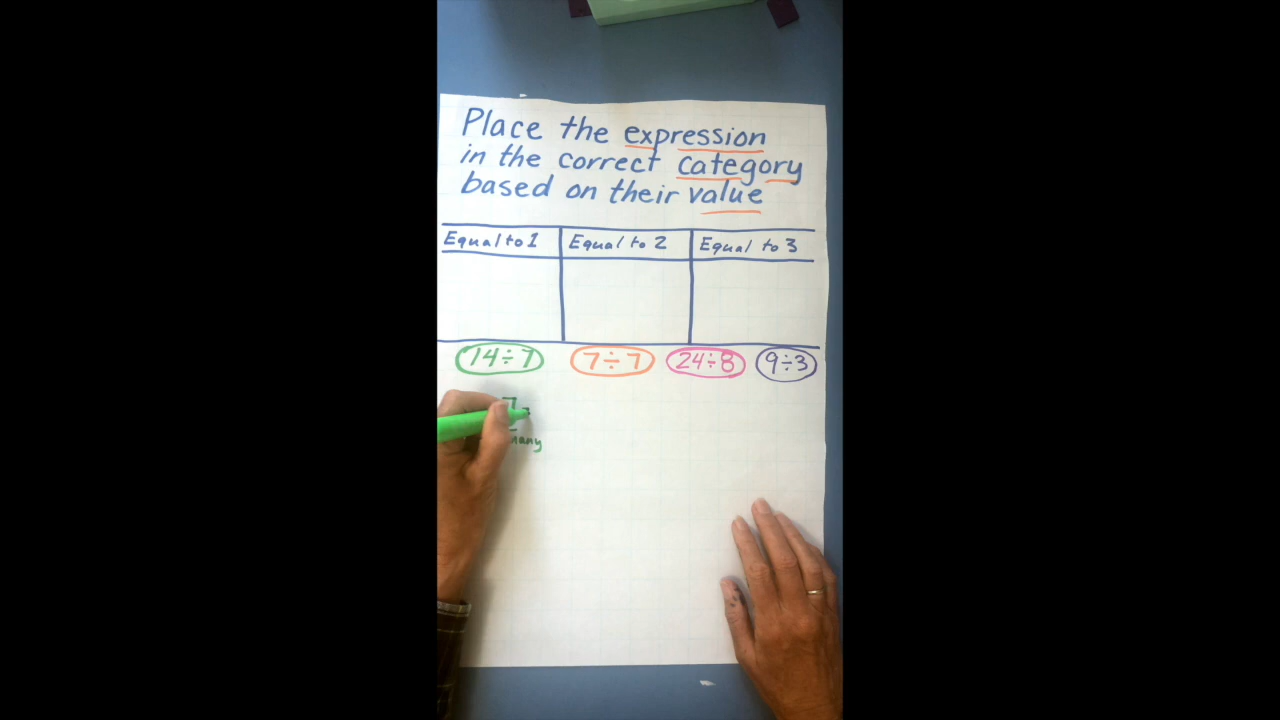 Place the expression
in the correct category
based on their value
Equal to 1 Equal to 2 Equal to 3
14÷7 7÷7 24÷8 9÷3
7=